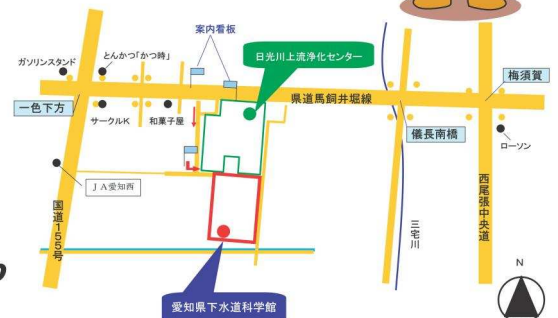 案内看板
ガソリンスタンド
とんかつ「かつ時」
日光川上流浄化センター
梅須賀
一色下方
県道馬飼井堀線
サークルK
和菓子屋
儀長南橋
ローソン
JA愛知西
国道155号
三宅川
西尾張中央道
愛知県下水道科学館
N